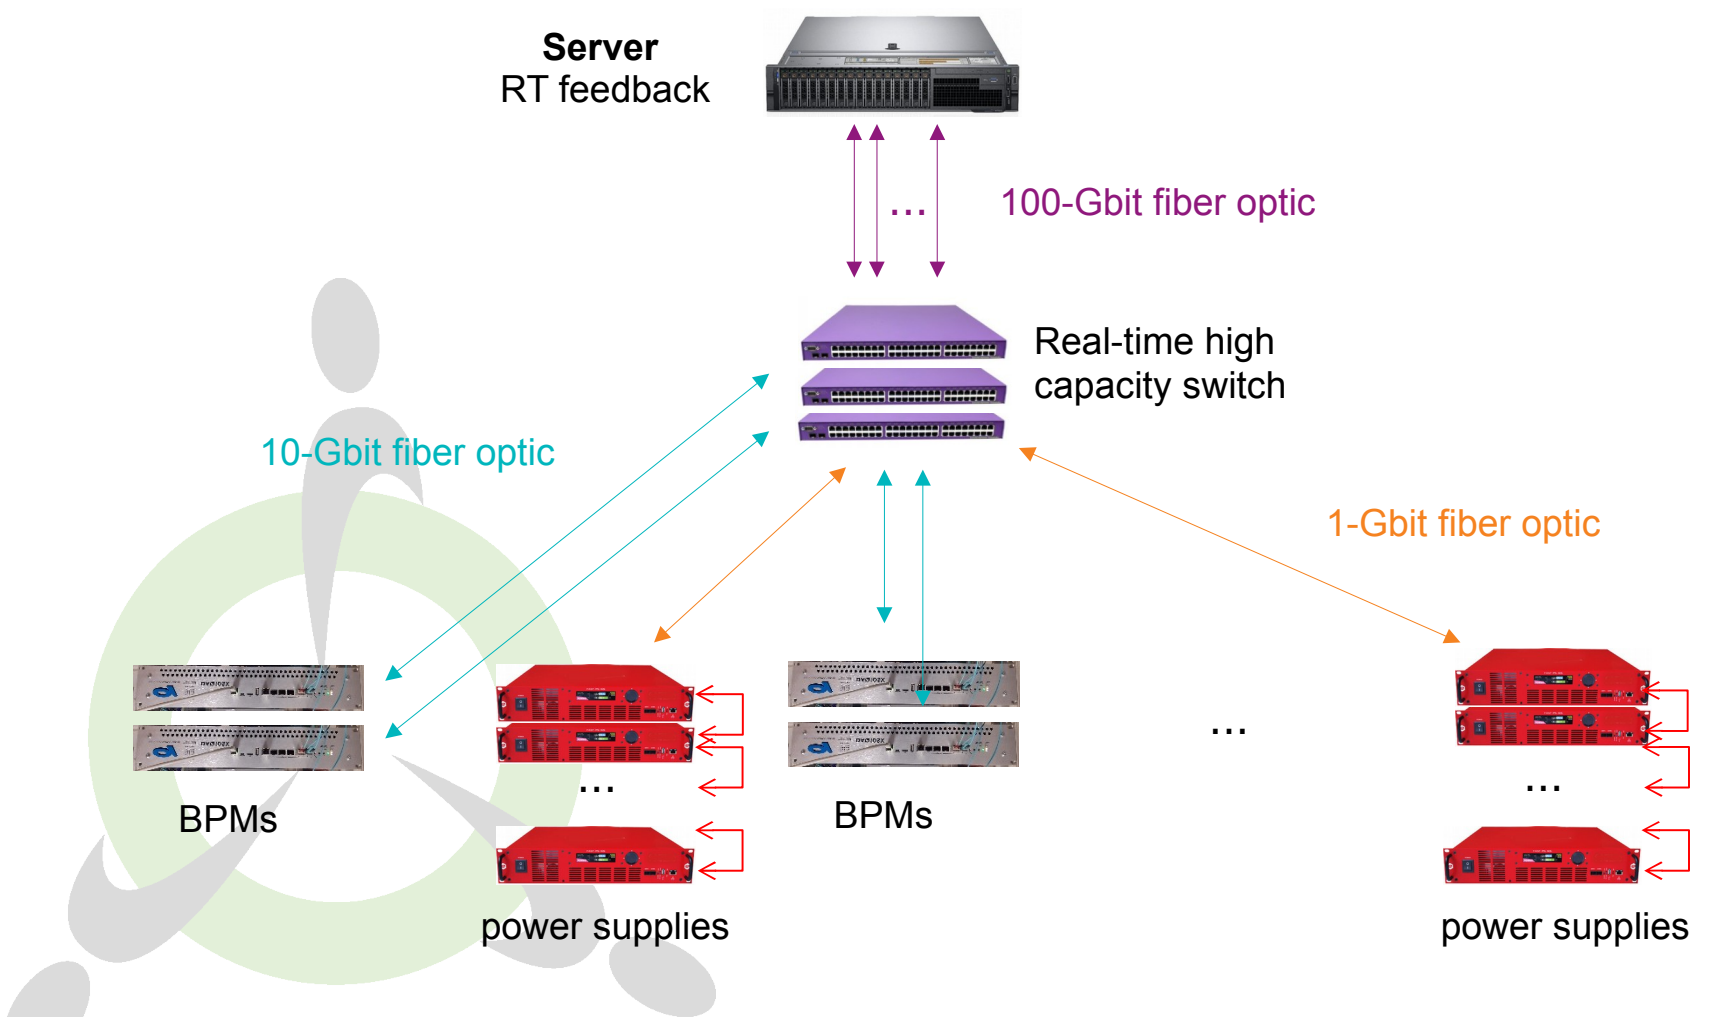 Server
RT feedback
...
100-Gbit fiber optic
Real-time high
capacity switch
10-Gbit fiber optic
1-Gbit fiber optic
...
...
...
BPMs
BPMs
power supplies
power supplies